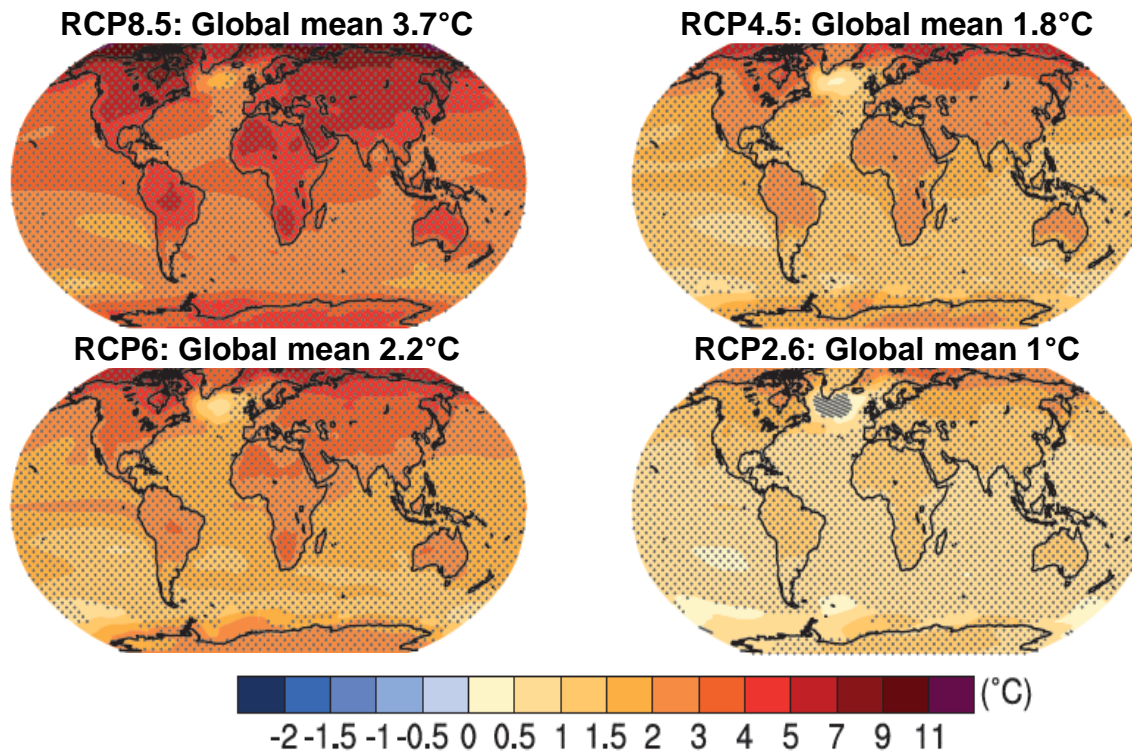 RCP8.5: Global mean 3.7°C
RCP4.5: Global mean 1.8°C
RCP6: Global mean 2.2°C
RCP2.6: Global mean 1°C
(°C)
-2 -1.5 -1 -0.5 0 0.5 1 1.5 2 3 4 5 7 9 11